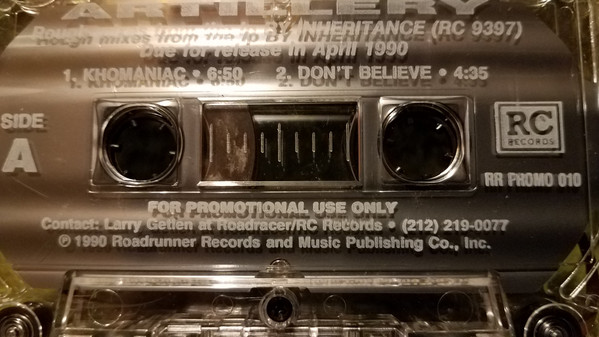 ARTILLERY
Rough mixes from the lp BY INHERITANCE (RC 9397)
Due for release in April 1990
1. KHOMANIAC • 6:50 2. DON'T BELIEVE • 4:35
SIDE
A
RC
RECORDS
RR PROMO 010
FOR PROMOTIONAL USE ONLY
Contact: Larry Getlen at Roadracer/RC Records • (212) 219-0077
℗ 1990 Roadrunner Records and Music Publishing Co., Inc.